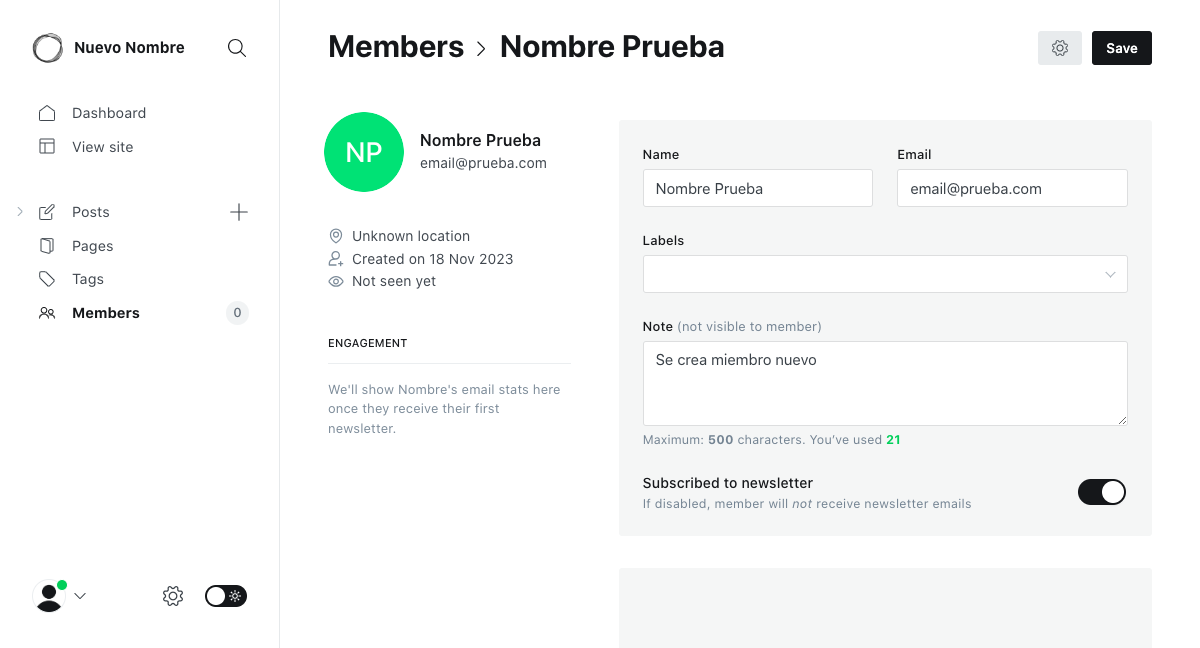 Nuevo Nombre
Dashboard
View site
Posts
Pages
Tags
Members
0
Members > Nombre Prueba
Save
NP
Nombre Prueba
email@prueba.com
Unknown location
Created on 18 Nov 2023
Not seen yet
ENGAGEMENT
We'll show Nombre's email stats here
once they receive their first
newsletter.
Name
Email
Nombre Prueba
email@prueba.com
Labels
Note (not visible to member)
Se crea miembro nuevo
Maximum: 500 characters. You've used 21
Subscribed to newsletter
If disabled, member will not receive newsletter emails